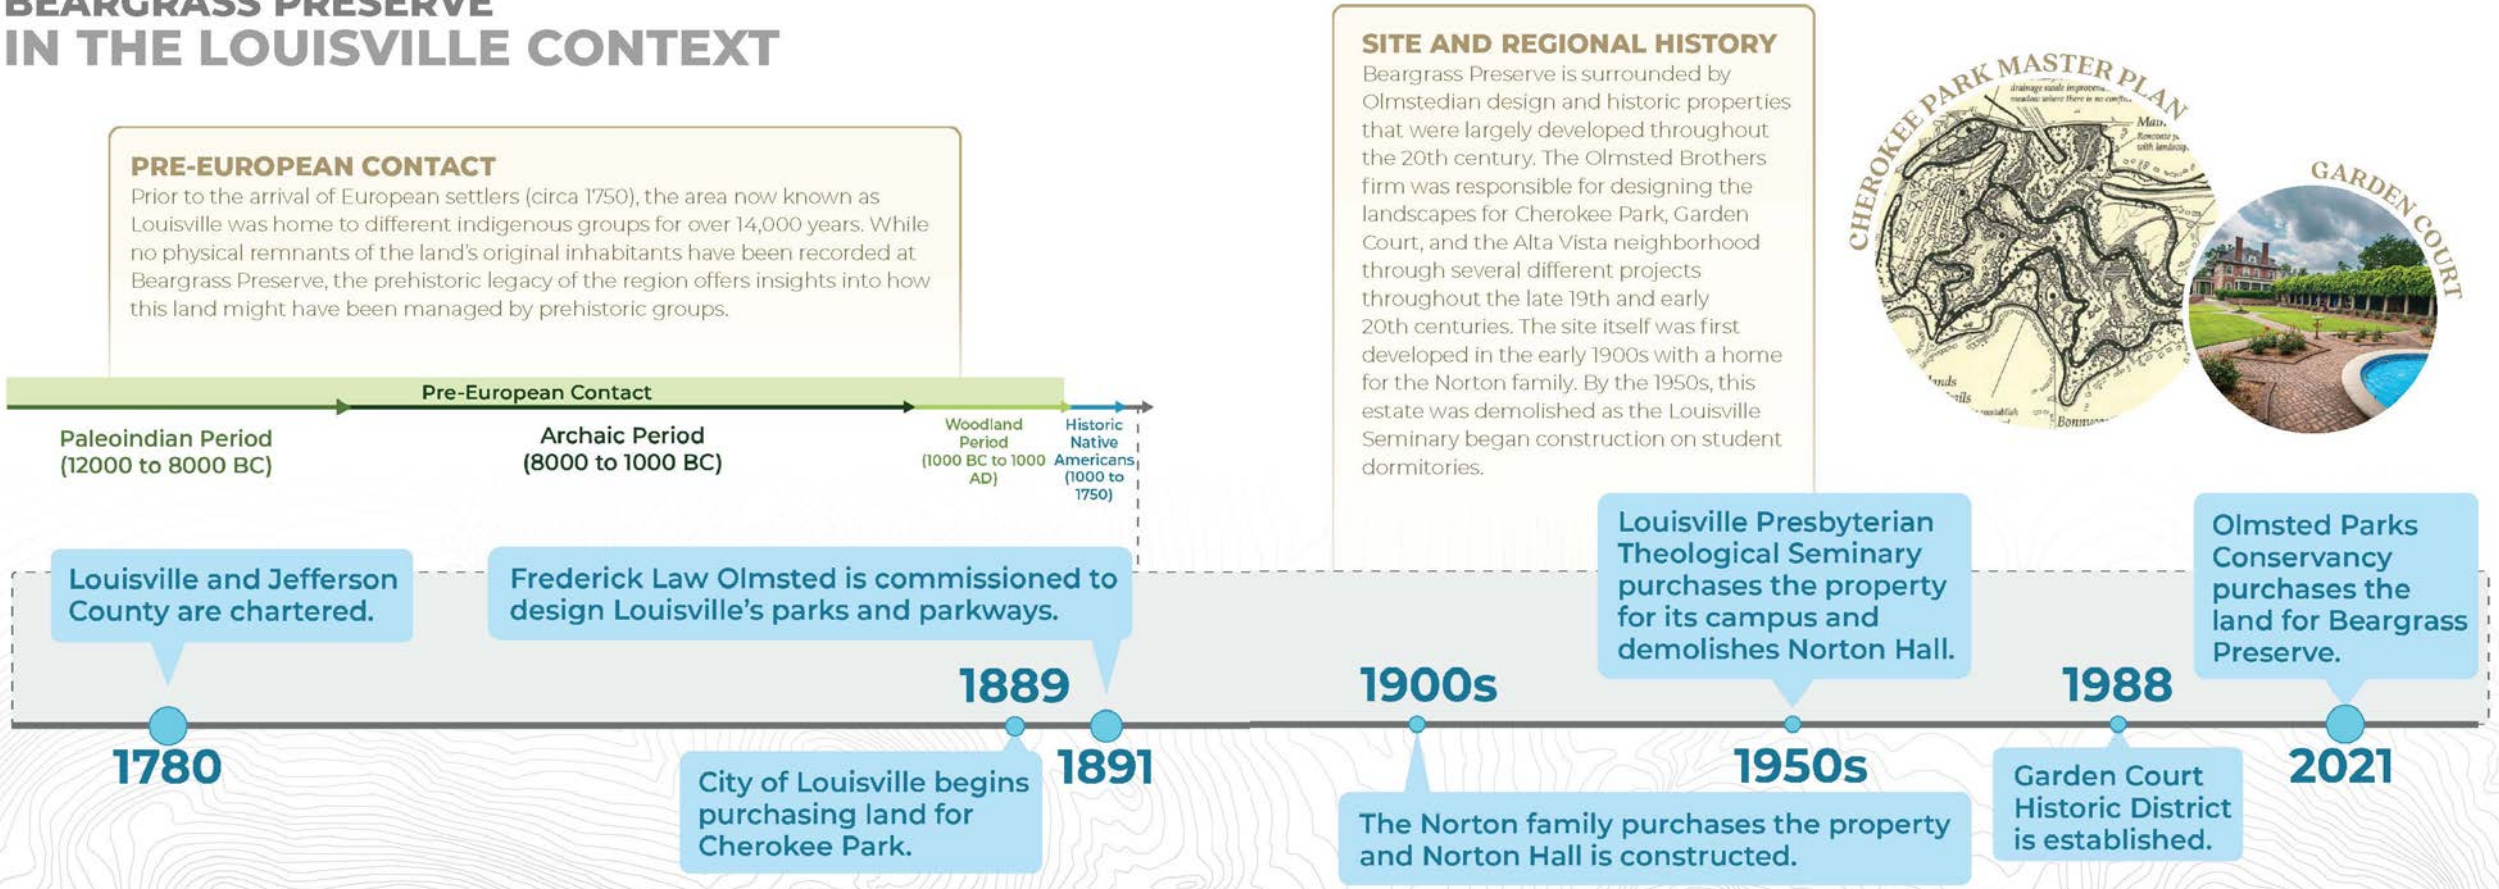 BEARGRASS PRESERVE
IN THE LOUISVILLE CONTEXT
PRE-EUROPEAN CONTACT
Prior to the arrival of European settlers (circa 1750), the area now known as
Louisville was home to different indigenous groups for over 14,000 years. While
no physical remnants of the land's original inhabitants have been recorded at
Beargrass Preserve, the prehistoric legacy of the region offers insights into how
this land might have been managed by prehistoric groups.
Pre-European Contact
Paleoindian Period
(12000 to 8000 BC)
Archaic Period
(8000 to 1000 BC)
Woodland
Period
(1000 BC to 1000
AD)
Historic
Native
Americans
(1000 to
1750)
SITE AND REGIONAL HISTORY
Beargrass Preserve is surrounded by
Olmstedian design and historic properties
that were largely developed throughout
the 20th century. The Olmsted Brothers
firm was responsible for designing the
landscapes for Cherokee Park, Garden
Court, and the Alta Vista neighborhood
through several different projects
throughout the late 19th and early
20th centuries. The site itself was first
developed in the early 1900s with a home
for the Norton family. By the 1950s, this
estate was demolished as the Louisville
Seminary began construction on student
dormitories.
CHEROKEE PARK MASTER PLAN
drainage swale
meadow where there is no
with
GARDEN COURT
Louisville and Jefferson
County are chartered.
1780
1889
City of Louisville begins
purchasing land for
Cherokee Park.
Frederick Law Olmsted is commissioned to
design Louisville's parks and parkways.
1891
1900s
The Norton family purchases the property
and Norton Hall is constructed.
Louisville Presbyterian
Theological Seminary
purchases the property
for its campus and
demolishes Norton Hall.
1950s
1988
Garden Court
Historic District
is established.
Olmsted Parks
Conservancy
purchases the
land for Beargrass
Preserve.
2021